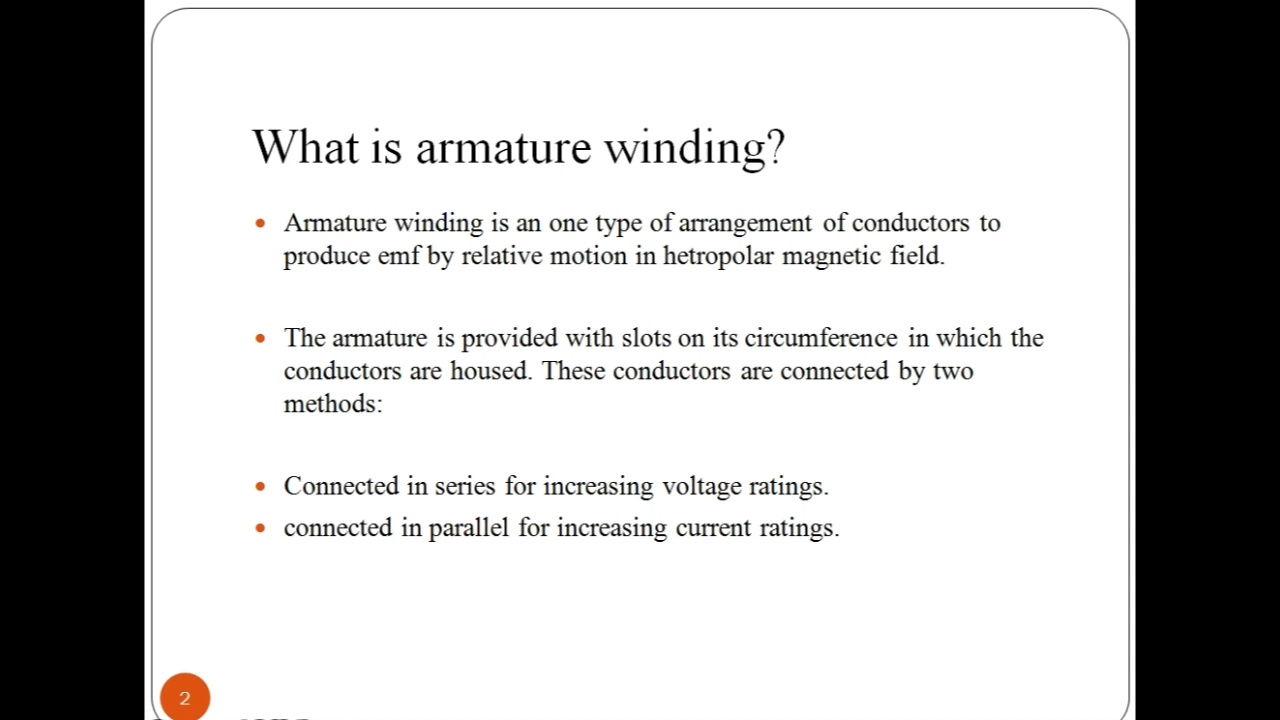 What is armature winding?
Armature winding is an one type of arrangement of conductors to
produce emf by relative motion in hetropolar magnetic field.
The armature is provided with slots on its circumference in which the
conductors are housed. These conductors are connected by two
methods:
Connected in series for increasing voltage ratings.
connected in parallel for increasing current ratings.
2